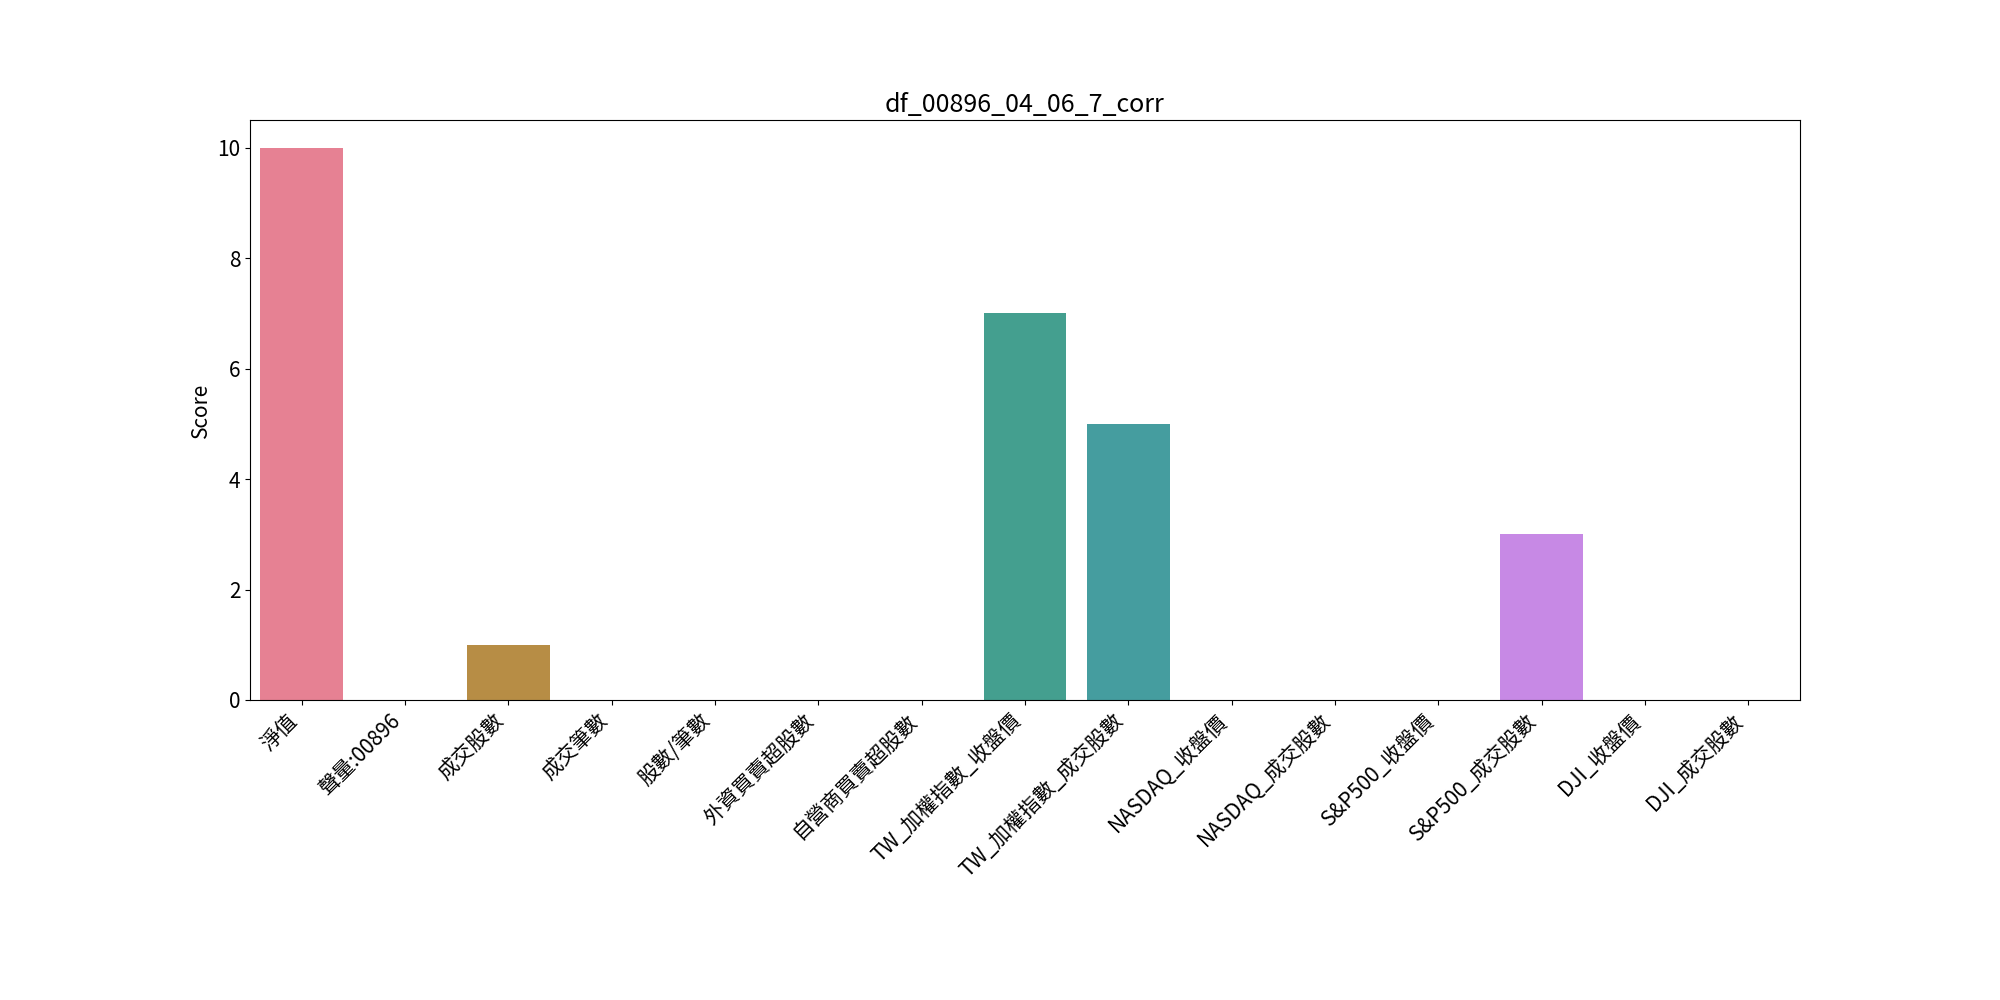 df_00896_04_06_7_corr
Score
10
8
6
4
2
0
淨值
聲量:00896
成交股數
成交筆數
股數/筆數
外資買賣超股數
自營商買賣超股數
TW_加權指數_收盤價
TW_加權指數_成交股數
NASDAQ_收盤價
NASDAQ_成交股數
S&P500_收盤價
S&P500_成交股數
DJI_收盤價
DJI_成交股數